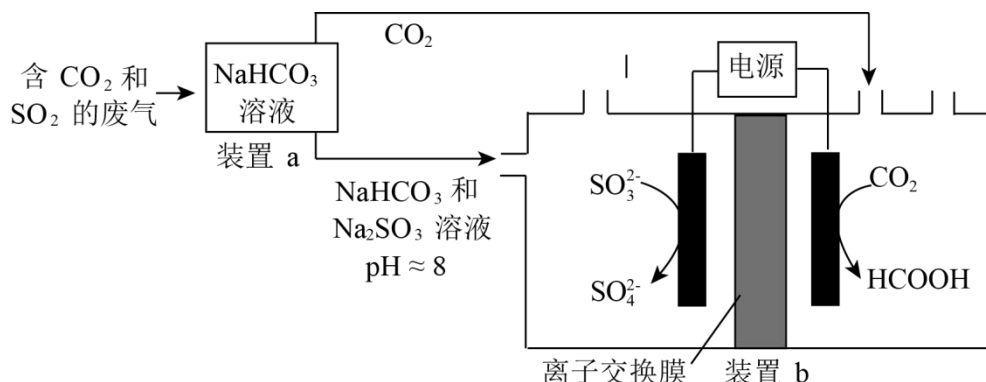 CO₂
含 CO₂ 和
SO₂ 的废气
NaHCO₃
溶液
装置 a
电源
NaHCO₃ 和
Na₂SO₃ 溶液
pH ≈ 8
SO₃²⁻
SO₄²⁻
CO₂
HCOOH
离子交换膜
装置 b